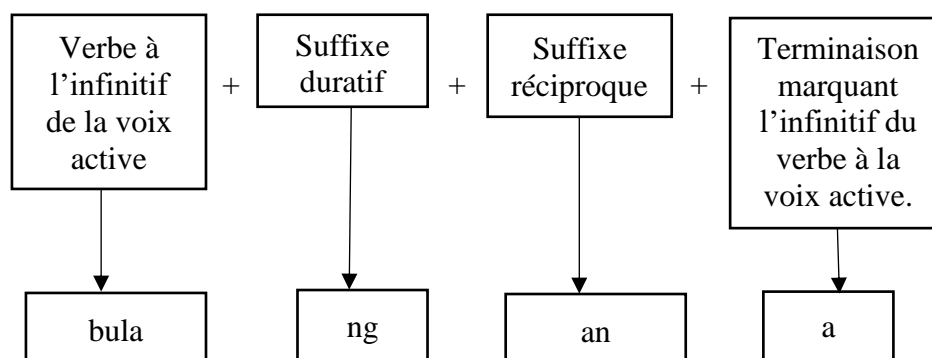 Verbe à
l’infinitif
de la voix
active
+
Suffixe
duratif
+
Suffixe
réciproque
+
Terminaison
marquant
l’infinitif du
verbe à la
voix active.
bula
ng
an
a